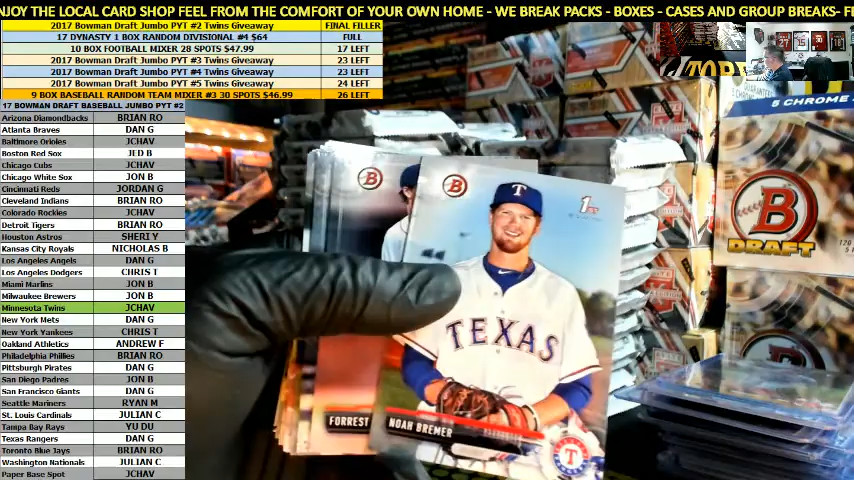 NJOY THE LOCAL CARD SHOP FEEL FROM THE COMFORT OF YOUR OWN HOME - WE BREAK PACKS - BOXES - CASES AND GROUP BREAKS-
2017 Bowman Draft Jumbo PYT #2 Twins Giveaway FINAL FILLER
17 DYNASTY 1 BOX RANDOM DIVISIONAL #4 $64 FULL
10 BOX FOOTBALL MIXER 28 SPOTS $47.99 17 LEFT
2017 Bowman Draft Jumbo PYT #3 Twins Giveaway 23 LEFT
2017 Bowman Draft Jumbo PYT #4 Twins Giveaway 23 LEFT
2017 Bowman Draft Jumbo PYT #5 Twins Giveaway 24 LEFT
9 BOX BASEBALL RANDOM TEAM MIXER #3 30 SPOTS $46.99 26 LEFT
17 BOWMAN DRAFT BASEBALL JUMBO PYT #2
Arizona Diamondbacks BRIAN RO
Atlanta Braves DAN G
Baltimore Orioles JCHAV
Boston Red Sox JED B
Chicago Cubs JCHAV
Chicago White Sox JON B
Cincinnati Reds JORDAN G
Cleveland Indians BRIAN RO
Colorado Rockies JCHAV
Detroit Tigers BRIAN RO
Houston Astros SHERI Y
Kansas City Royals NICHOLAS B
Los Angeles Angels DAN G
Los Angeles Dodgers CHRIS T
Miami Marlins JON B
Milwaukee Brewers JON B
Minnesota Twins JCHAV
New York Mets DAN G
New York Yankees CHRIS T
Oakland Athletics ANDREW F
Philadelphia Phillies BRIAN RO
Pittsburgh Pirates DAN G
San Diego Padres JON B
San Francisco Giants DAN G
Seattle Mariners RYAN M
St. Louis Cardinals JULIAN C
Tampa Bay Rays YU DU
Texas Rangers DAN G
Toronto Blue Jays BRIAN RO
Washington Nationals JULIAN C
Paper Base Spot JCHAV
B
B
T
1ST
TEXAS
FORREST
NOAH BREMER
5 CHROME
B
DRAFT
120